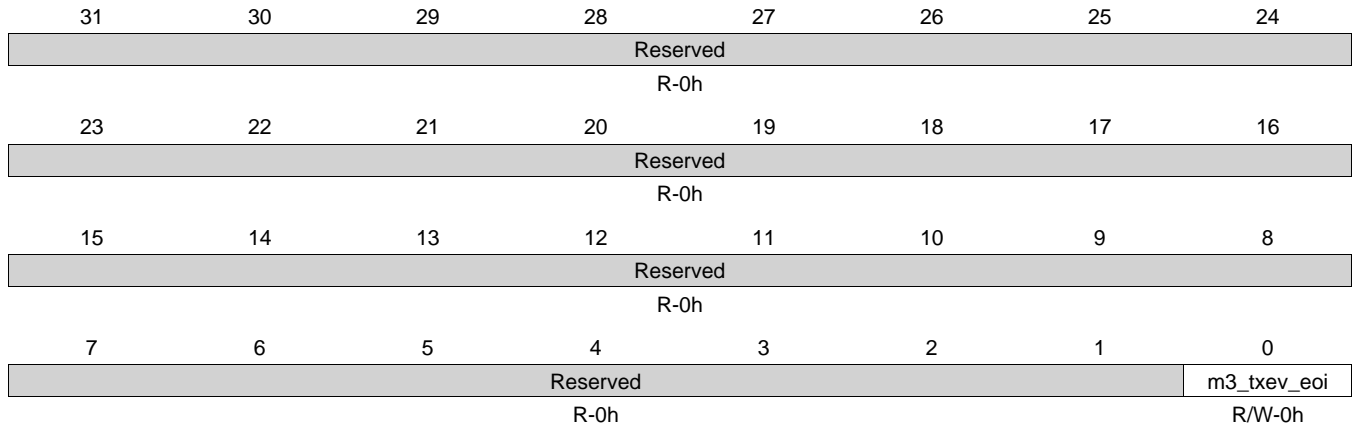 31 30 29 28 27 26 25 24
Reserved
R-0h
23 22 21 20 19 18 17 16
Reserved
R-0h
15 14 13 12 11 10 9 8
Reserved
R-0h
7 6 5 4 3 2 1 0
Reserved m3_txev_eoi
R-0h R/W-0h